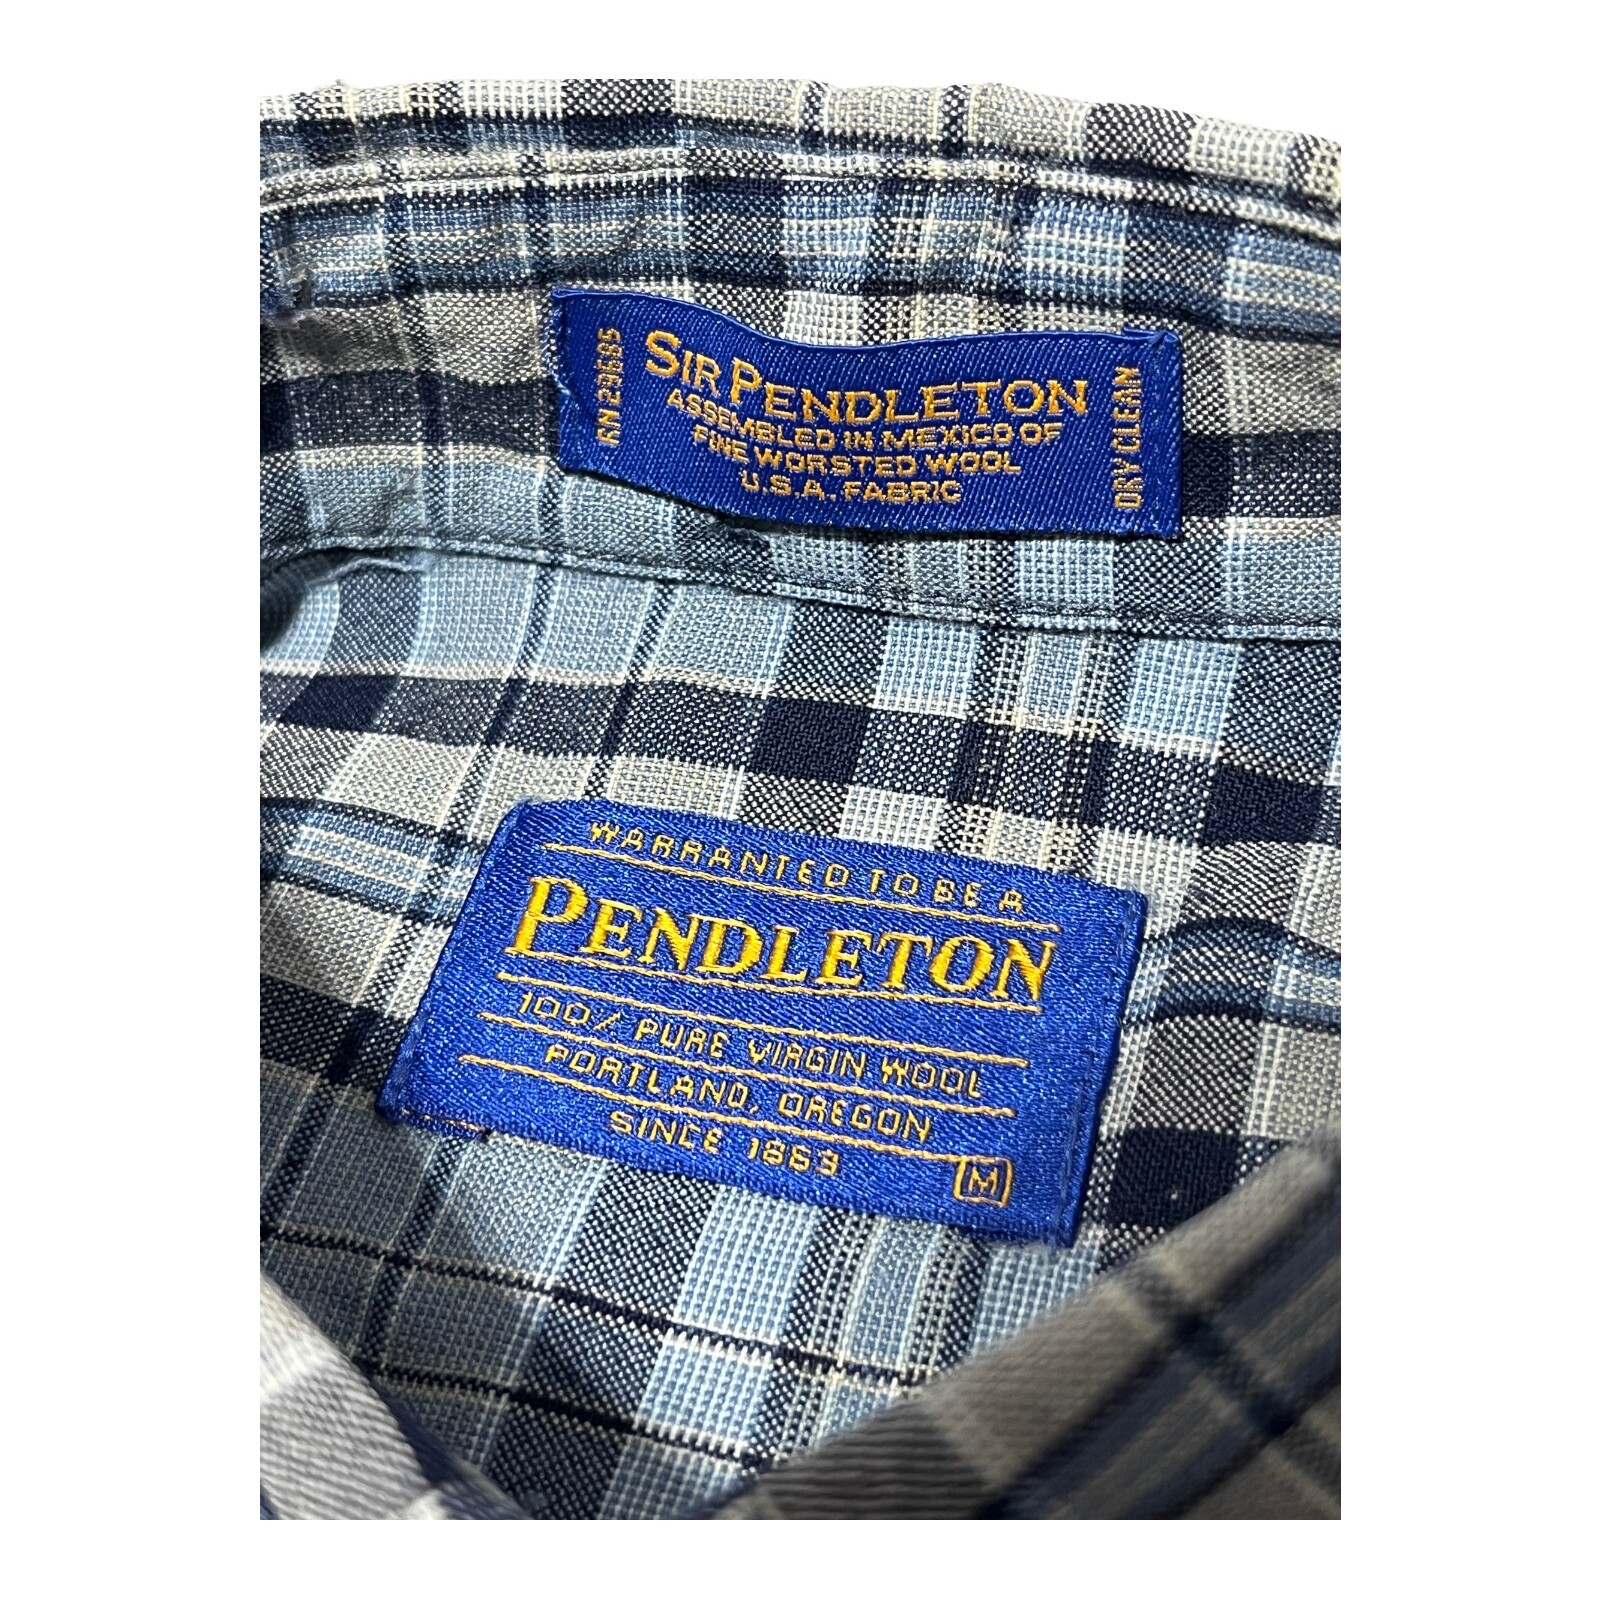 RN 29685
SIR PENDLETON
ASSEMBLED IN MEXICO OF
FINE WORSTED WOOL
U.S.A. FABRIC
DRY CLEAN
WARRANTED TO BE A
PENDLETON
100% PURE VIRGIN WOOL
PORTLAND, OREGON
SINCE 1863
M